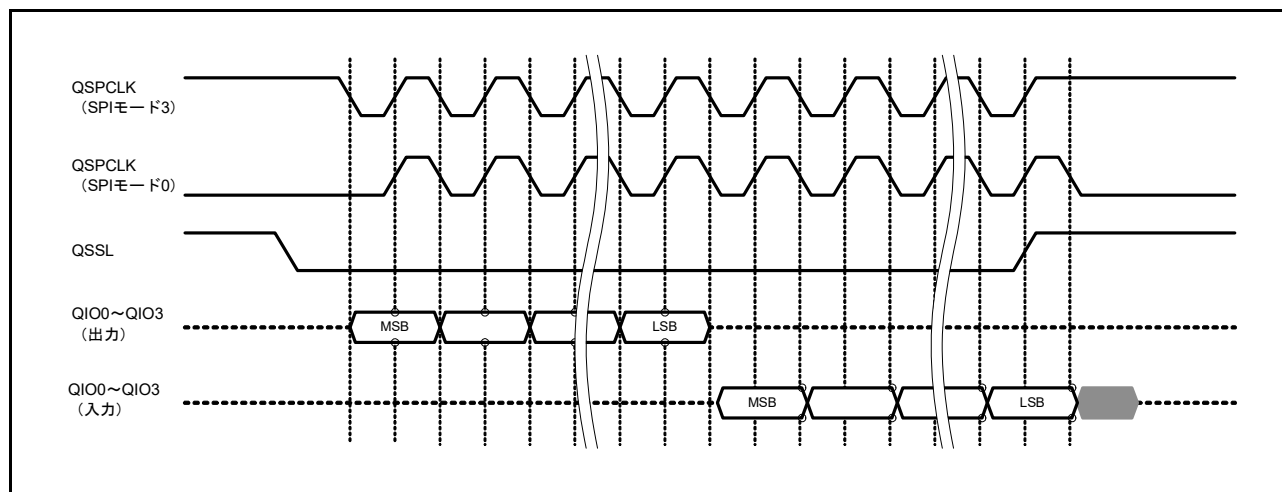 QSPCLK
（SPIモード3）
QSPCLK
（SPIモード0）
QSSL
QIO0～QIO3
（出力）
MSB
LSB
QIO0～QIO3
（入力）
MSB
LSB